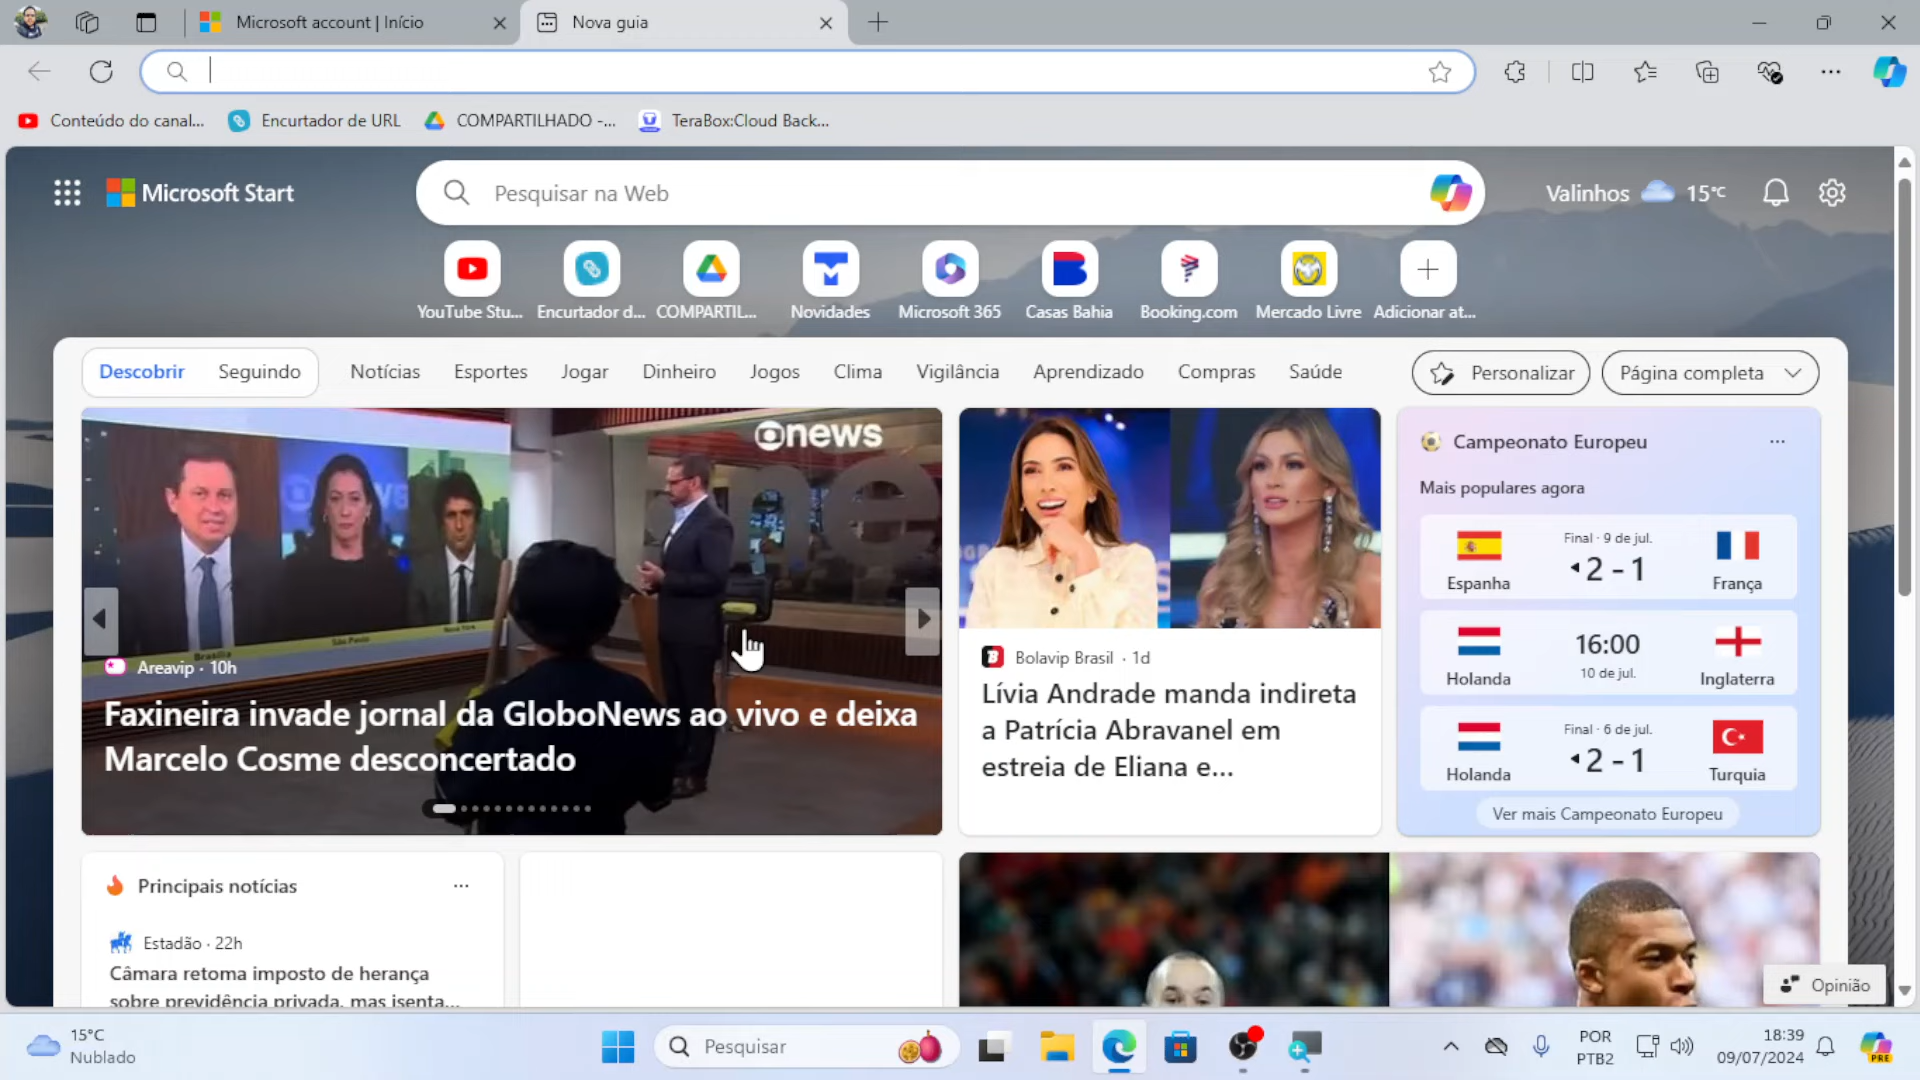 Microsoft account | Início
Nova guia
Conteúdo do canal...
Encurtador de URL
COMPARTILHADO -...
TeraBox:Cloud Back...
Microsoft Start
Pesquisar na Web
Valinhos
15°C
YouTube Stu...
Encurtador d...
COMPARTIL...
Novidades
Microsoft 365
Casas Bahia
Booking.com
Mercado Livre
Adicionar at...
Descobrir
Seguindo
Notícias
Esportes
Jogar
Dinheiro
Jogos
Clima
Vigilância
Aprendizado
Compras
Saúde
Personalizar
Página completa
news
Brasília
São Paulo
Nova York
Areavip · 10h
Faxineira invade jornal da GloboNews ao vivo e deixa
Marcelo Cosme desconcertado
Bolavip Brasil · 1d
Lívia Andrade manda indireta
a Patrícia Abravanel em
estreia de Eliana e...
Campeonato Europeu
Mais populares agora
Final · 9 de jul.
2 - 1
Espanha
França
16:00
10 de jul.
Holanda
Inglaterra
Final · 6 de jul.
2 - 1
Holanda
Turquia
Ver mais Campeonato Europeu
Principais notícias
Estadão · 22h
Câmara retoma imposto de herança
sobre previdência privada, mas isenta...
Opinião
15°C
Nublado
Pesquisar
POR
PTB2
18:39
09/07/2024
PRE